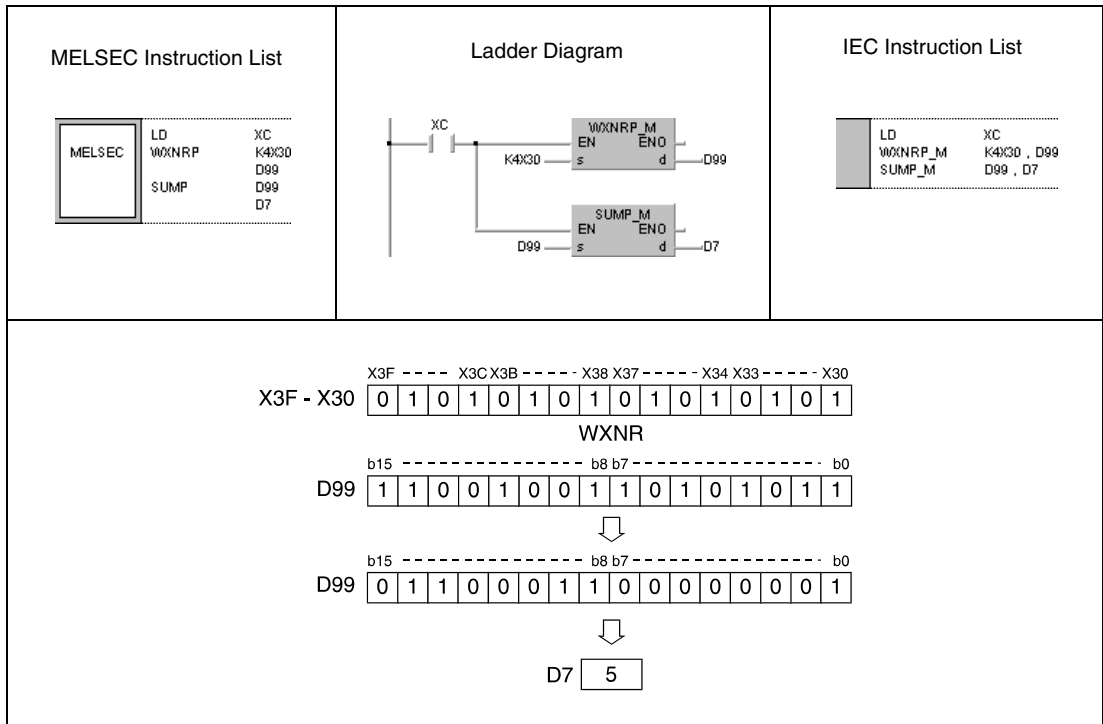 MELSEC Instruction List
Ladder Diagram
IEC Instruction List
MELSEC
LD XC
WXNRP K4X30
D99
SUMP D99
D7
XC
WXNRP_M
EN ENO
K4X30 s d D99
SUMP_M
EN ENO
D99 s d D7
LD XC
WXNRP_M K4X30 , D99
SUMP_M D99 , D7
X3F - - - - X3C X3B - - - - - X38 X37 - - - - - X34 X33 - - - - - X30
X3F - X30 0 1 0 1 0 1 0 1 0 1 0 1 0 1 0 1
WXNR
b15 - - - - - - - - - - - - - - b8 b7 - - - - - - - - - - - - - - b0
D99 1 1 0 0 1 0 0 1 1 0 1 0 1 0 1 1
b15 - - - - - - - - - - - - - - b8 b7 - - - - - - - - - - - - - - b0
D99 0 1 1 0 0 0 1 1 0 0 0 0 0 0 0 1
D7 5